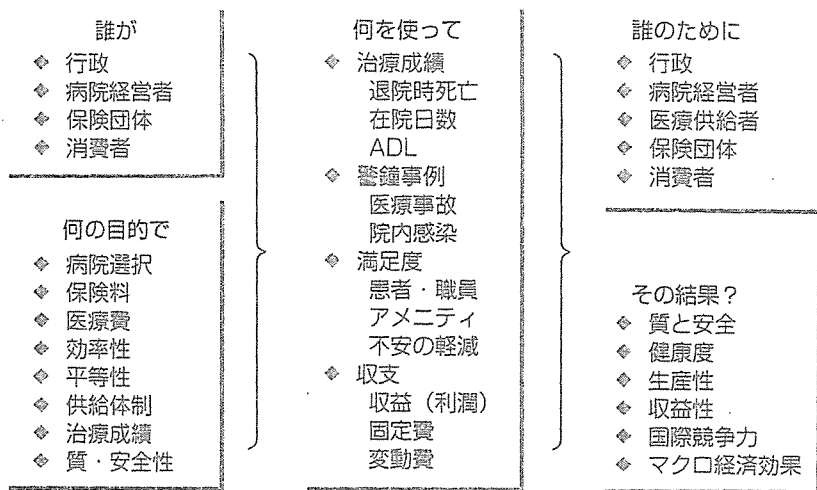 誰が
◆ 行政
◆ 病院経営者
◆ 保険団体
◆ 消費者
何の目的で
◆ 病院選択
◆ 保険料
◆ 医療費
◆ 効率性
◆ 平等性
◆ 供給体制
◆ 治療成績
◆ 質・安全性
何を使って
◆ 治療成績
退院時死亡
在院日数
ADL
◆ 警鐘事例
医療事故
院内感染
◆ 満足度
患者・職員
アメニティ
不安の軽減
◆ 収支
収益（利潤）
固定費
変動費
誰のために
◆ 行政
◆ 病院経営者
◆ 医療供給者
◆ 保険団体
◆ 消費者
その結果？
◆ 質と安全
◆ 健康度
◆ 生産性
◆ 収益性
◆ 国際競争力
◆ マクロ経済効果